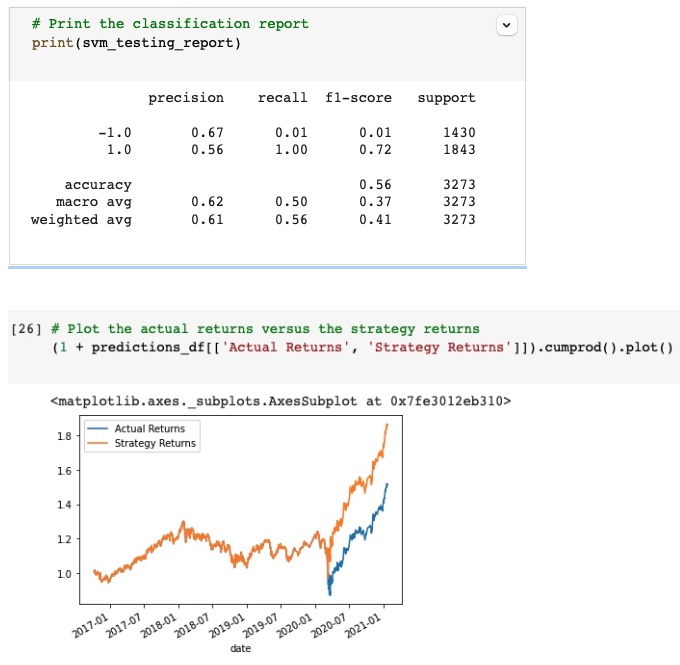 # Print the classification report
print(svm_testing_report)
precision recall f1-score support
-1.0 0.67 0.01 0.01 1430
1.0 0.56 1.00 0.72 1843
accuracy 0.56 3273
macro avg 0.62 0.50 0.37 3273
weighted avg 0.61 0.56 0.41 3273
[26] # Plot the actual returns versus the strategy returns
(1 + predictions_df[['Actual Returns', 'Strategy Returns']]).cumprod().plot()
<matplotlib.axes._subplots.AxesSubplot at 0x7fe3012eb310>
Actual Returns
Strategy Returns
1.8
1.6
1.4
1.2
1.0
2017-01 2017-07 2018-01 2018-07 2019-01 2019-07 2020-01 2020-07 2021-01
date